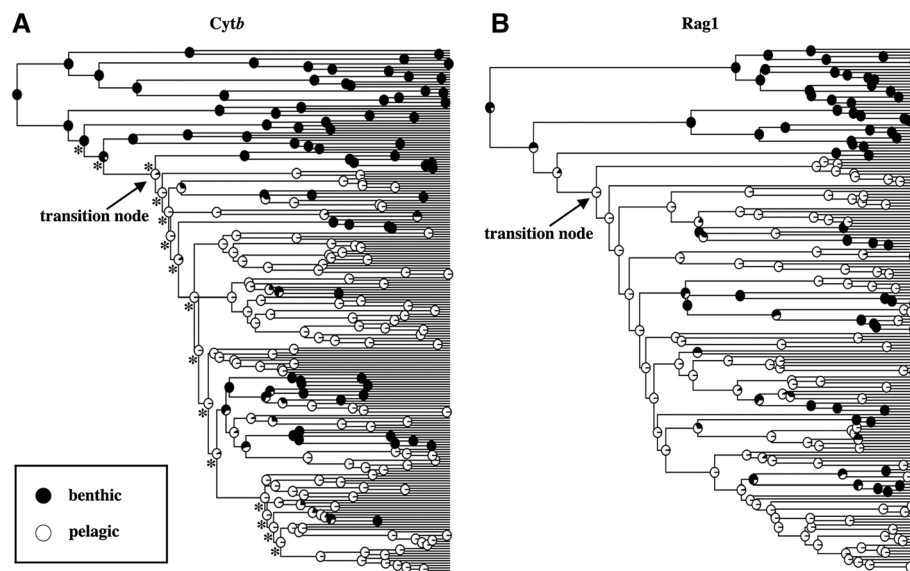 A
Cytb
B
Rag1
transition node
transition node
benthic
pelagic